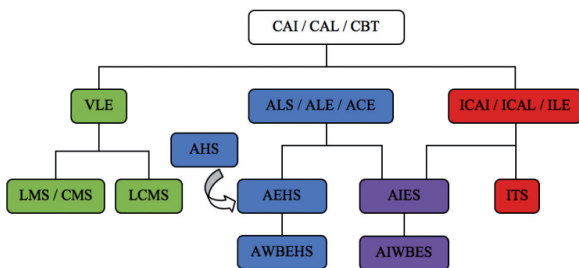 CAI / CAL / CBT
VLE
ALS / ALE / ACE
ICAI / ICAL / ILE
AHS
LMS / CMS
LCMS
AEHS
AIES
ITS
AWBEHS
AIWBES